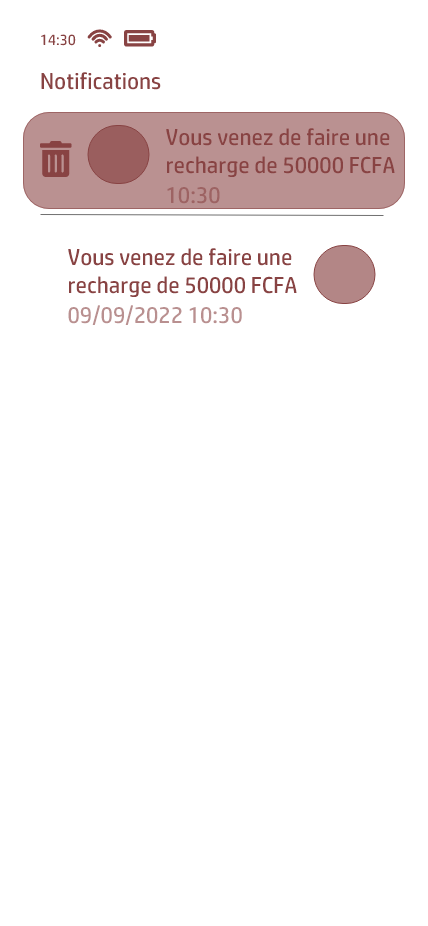 14:30
Notifications
Vous venez de faire une
recharge de 50000 FCFA
10:30
Vous venez de faire une
recharge de 50000 FCFA
09/09/2022 10:30